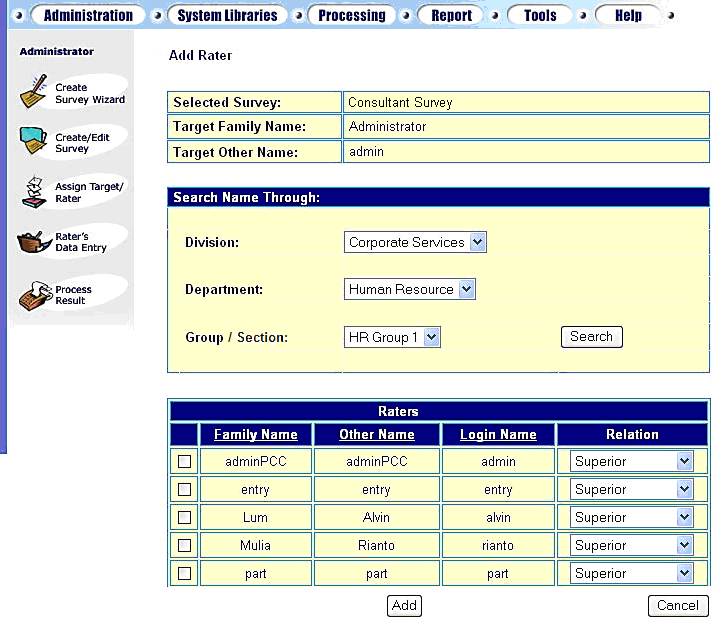 Administration System Libraries Processing Report Tools Help
Administrator
Create
Survey Wizard
Create/Edit
Survey
Assign Target/
Rater
Rater's
Data Entry
Process
Result
Add Rater
Selected Survey: Consultant Survey
Target Family Name: Administrator
Target Other Name: admin
Search Name Through:
Division: Corporate Services
Department: Human Resource
Group / Section: HR Group 1 Search
Raters
Family Name Other Name Login Name Relation
adminPCC adminPCC admin Superior
entry entry entry Superior
Lum Alvin alvin Superior
Mulia Rianto rianto Superior
part part part Superior
Add Cancel